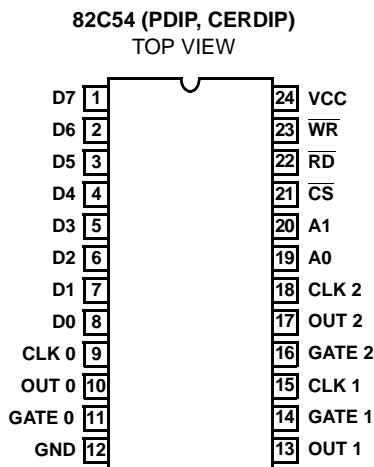 82C54 (PDIP, CERDIP)
TOP VIEW
D7 1 24 VCC
D6 2 23 W̅R̅
D5 3 22 R̅D̅
D4 4 21 C̅S̅
D3 5 20 A1
D2 6 19 A0
D1 7 18 CLK 2
D0 8 17 OUT 2
CLK 0 9 16 GATE 2
OUT 0 10 15 CLK 1
GATE 0 11 14 GATE 1
GND 12 13 OUT 1